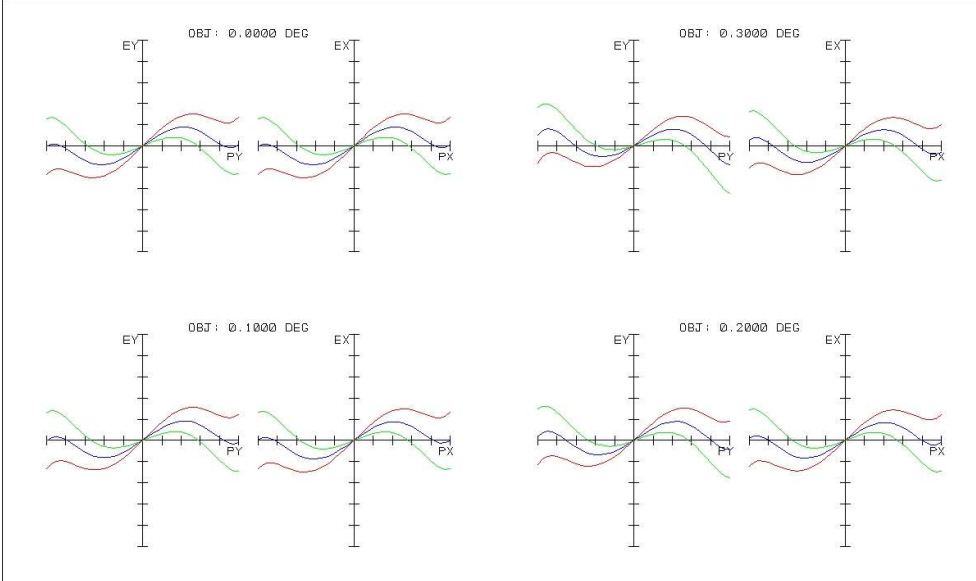 OBJ: 0.0000 DEG
EY
EX
PY
PX
OBJ: 0.3000 DEG
EY
EX
PY
PX
OBJ: 0.1000 DEG
EY
EX
PY
PX
OBJ: 0.2000 DEG
EY
EX
PY
PX